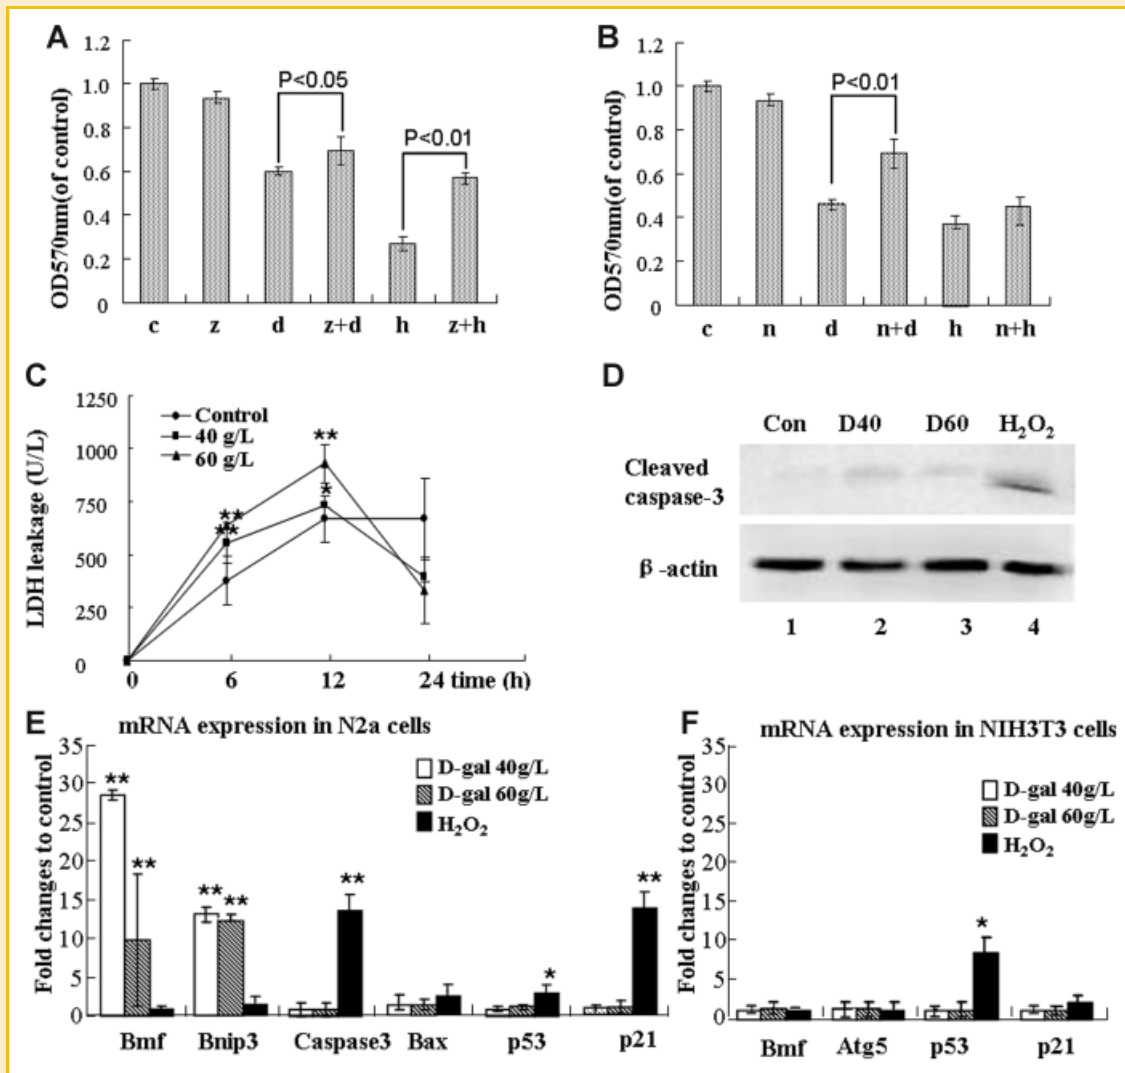 A
OD570nm(of control)
1.2
1.0
0.8
0.6
0.4
0.2
0
P<0.05
P<0.01
c z d z+d h z+h
B
OD570nm(of control)
1.2
1.0
0.8
0.6
0.4
0.2
0
P<0.01
c n d n+d h n+h
C
LDH leakage (U/L)
1250
1000
750
500
250
0
Control
40 g/L
60 g/L
**
*
**
**
0 6 12 24 time (h)
D
Con D40 D60 H₂O₂
Cleaved
caspase-3
β -actin
1 2 3 4
E
mRNA expression in N2a cells
Fold changes to control
35
30
25
20
15
10
5
0
D-gal 40g/L
D-gal 60g/L
H₂O₂
**
**
** **
**
*
**
Bmf Bnip3 Caspase3 Bax p53 p21
F
mRNA expression in NIH3T3 cells
Fold changes to control
35
30
25
20
15
10
5
0
D-gal 40g/L
D-gal 60g/L
H₂O₂
*
Bmf Atg5 p53 p21